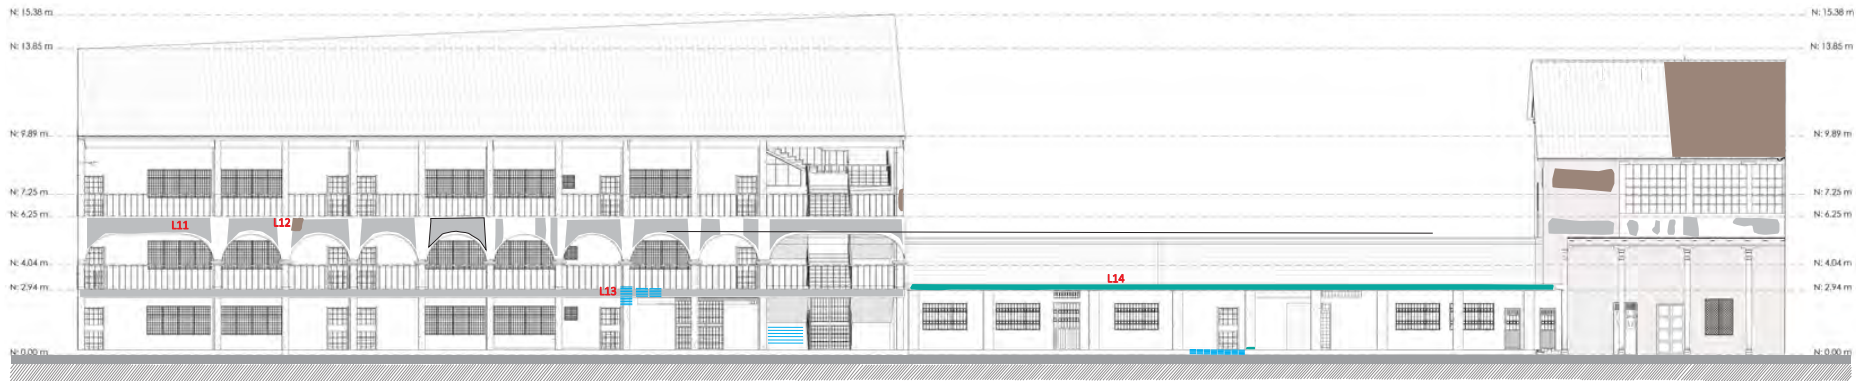 N: 15.38 m
N: 15.38 m
N: 13.85 m
N: 13.85 m
N: 9.89 m
N: 9.89 m
N: 7.25 m
N: 7.25 m
N: 6.25 m
N: 6.25 m
L11
L12
N: 4.04 m
N: 4.04 m
L14
N: 2.94 m
L13
N: 2.94 m
N: 0.00 m
N: 0.00 m